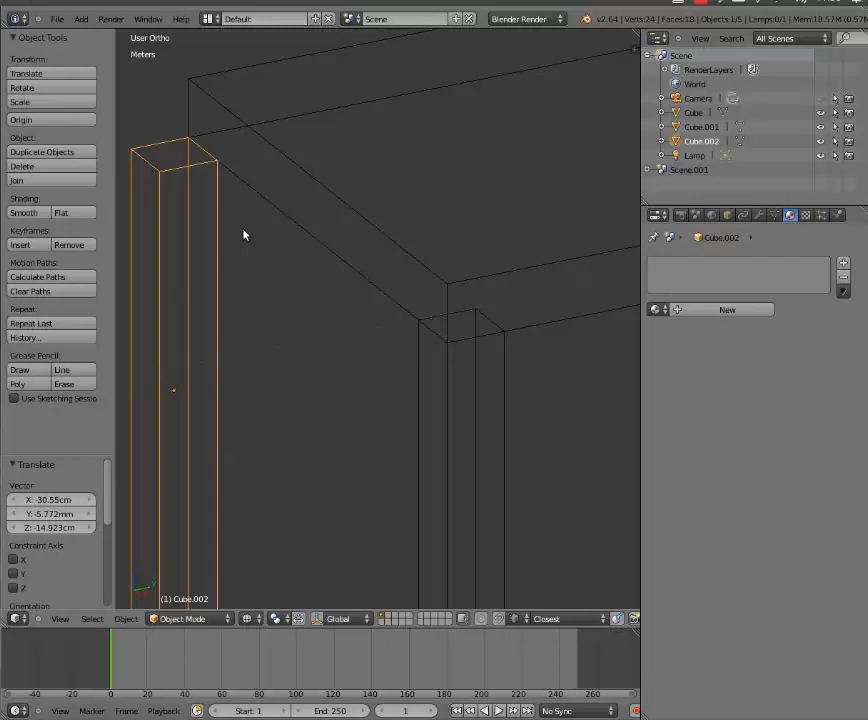 File Add Render Window Help Default Scene Blender Render v2.64 | Verts:24 | Faces:18 | Objects:1/5 | Lamps:0/1 | Mem:18.57M (0.57M
Object Tools
Transform:
Translate
Rotate
Scale
Origin
Object:
Duplicate Objects
Delete
Join
Shading:
Smooth Flat
Keyframes:
Insert Remove
Motion Paths:
Calculate Paths
Clear Paths
Repeat:
Repeat Last
History...
Grease Pencil:
Draw Line
Poly Erase
Use Sketching Sessio
Translate
Vector
X: -30.55cm
Y: -5.772mm
Z: -14.923cm
Constraint Axis
X
Y
Z
Orientation
User Ortho
Meters
(1) Cube.002
View Select Object Object Mode Global Closest
-40 -20 0 20 40 60 80 100 120 140 160 180 200 220 240 260
View Marker Frame Playback Start: 1 End: 250 1 No Sync
View Search All Scenes
Scene
RenderLayers
World
Camera
Cube
Cube.001
Cube.002
Lamp
Scene.001
Cube.002
New